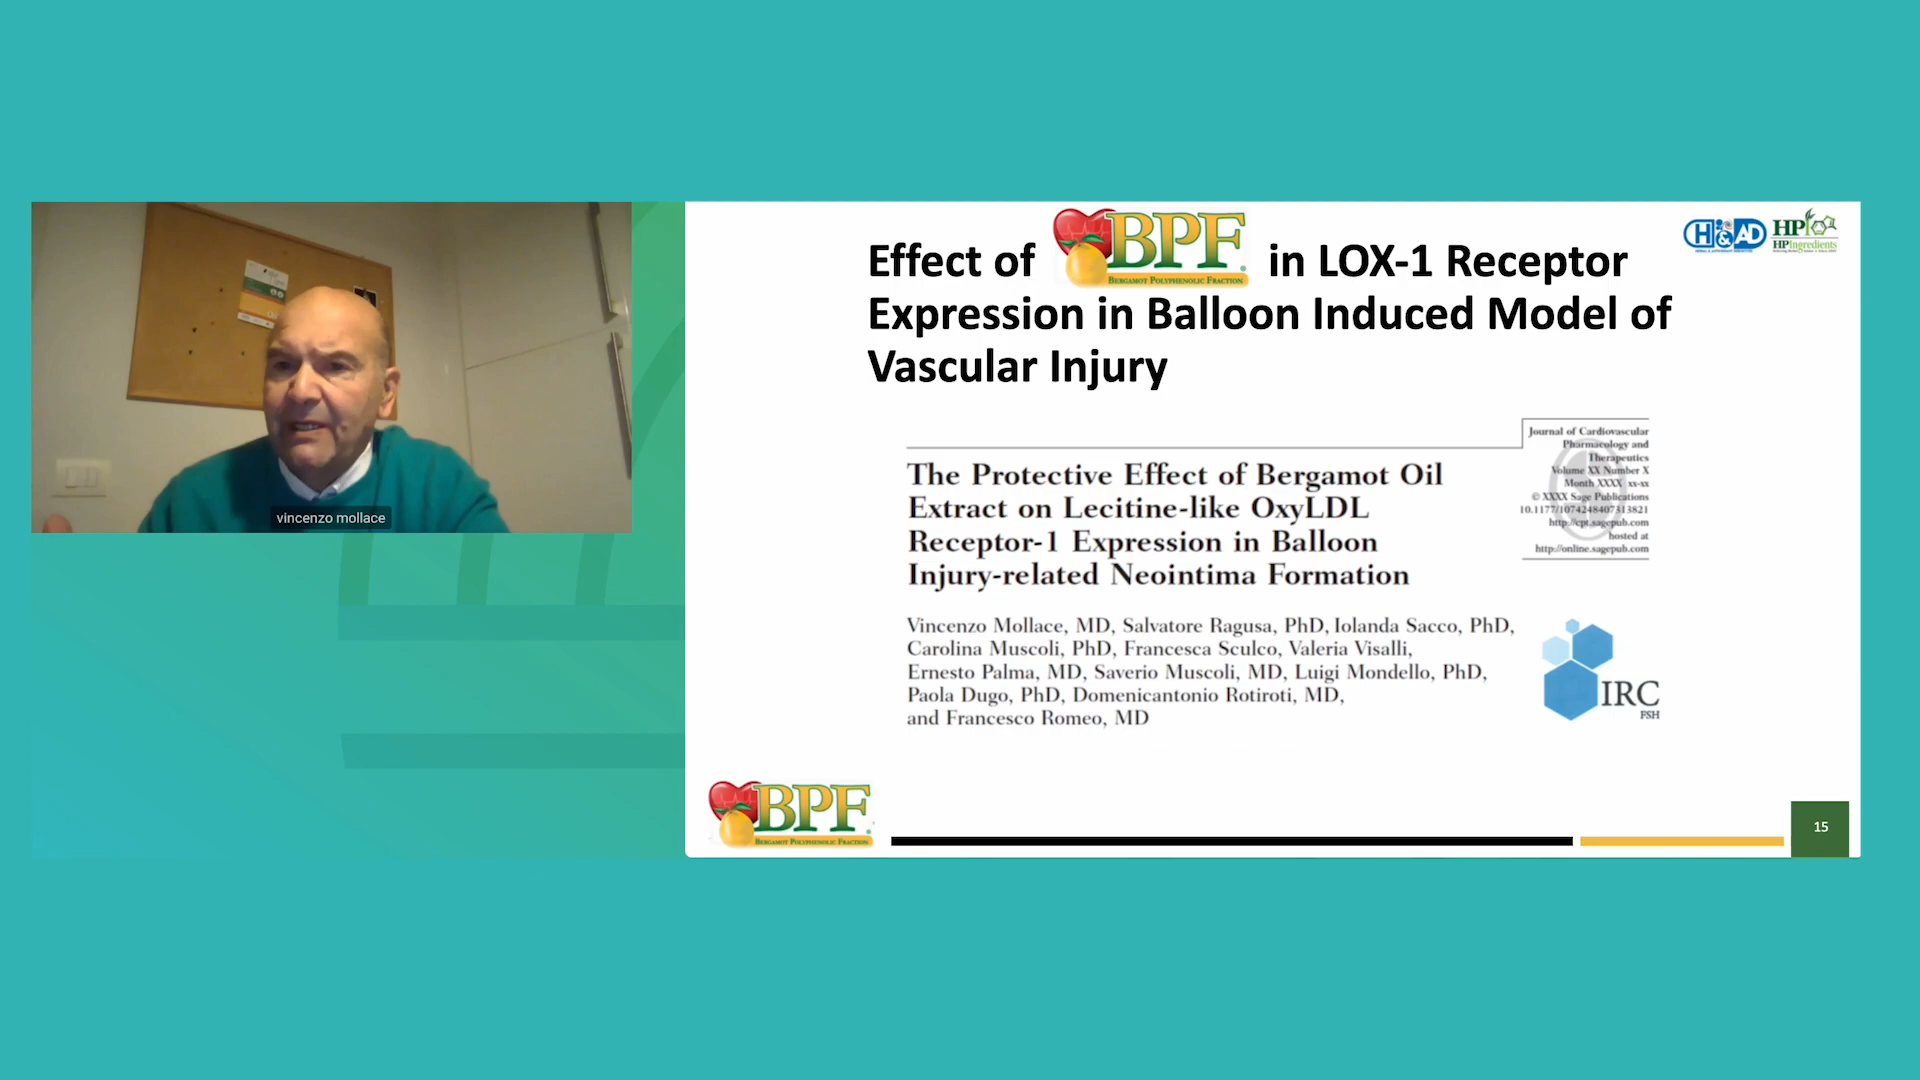 vincenzo mollace
Effect of BPF in LOX-1 Receptor
BERGAMOT POLYPHENOLIC FRACTION
Expression in Balloon Induced Model of
Vascular Injury
H&AD
HP
HPIngredients
The Protective Effect of Bergamot Oil
Extract on Lecitine-like OxyLDL
Receptor-1 Expression in Balloon
Injury-related Neointima Formation
Journal of Cardiovascular
Pharmacology and
Therapeutics
Volume XX Number X
Month XXXX xx-xx
© XXXX Sage Publications
10.1177/1074248407313821
http://cpt.sagepub.com
hosted at
http://online.sagepub.com
Vincenzo Mollace, MD, Salvatore Ragusa, PhD, Iolanda Sacco, PhD,
Carolina Muscoli, PhD, Francesca Sculco, Valeria Visalli,
Ernesto Palma, MD, Saverio Muscoli, MD, Luigi Mondello, PhD,
Paola Dugo, PhD, Domenicantonio Rotiroti, MD,
and Francesco Romeo, MD
IRC
FSH
BPF
BERGAMOT POLYPHENOLIC FRACTION
15